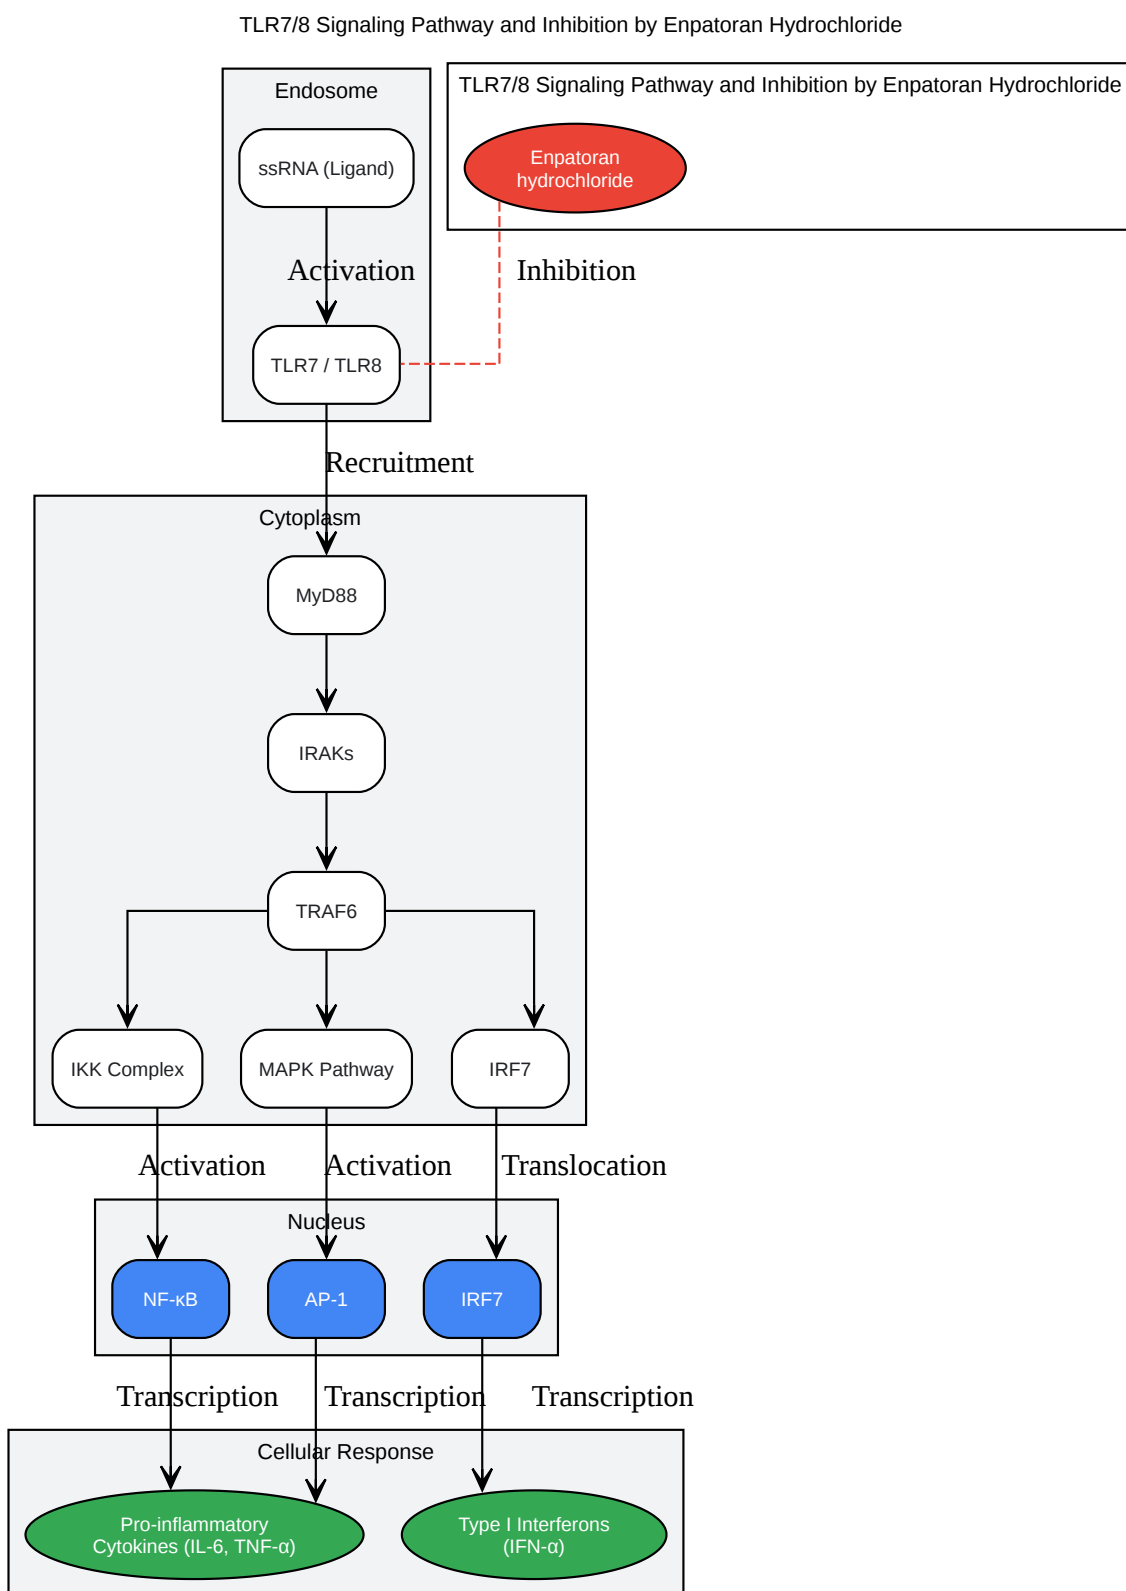 TLR7/8 Signaling Pathway and Inhibition by Enpatoran Hydrochloride
Endosome
TLR7/8 Signaling Pathway and Inhibition by Enpatoran Hydrochloride
ssRNA (Ligand)
Enpatoran
hydrochloride
Activation
Inhibition
TLR7 / TLR8
Recruitment
Cytoplasm
MyD88
IRAKs
TRAF6
IKK Complex
MAPK Pathway
IRF7
Activation
Activation
Translocation
Nucleus
NF-κB
AP-1
IRF7
Transcription
Transcription
Transcription
Cellular Response
Pro-inflammatory
Cytokines (IL-6, TNF-α)
Type I Interferons
(IFN-α)